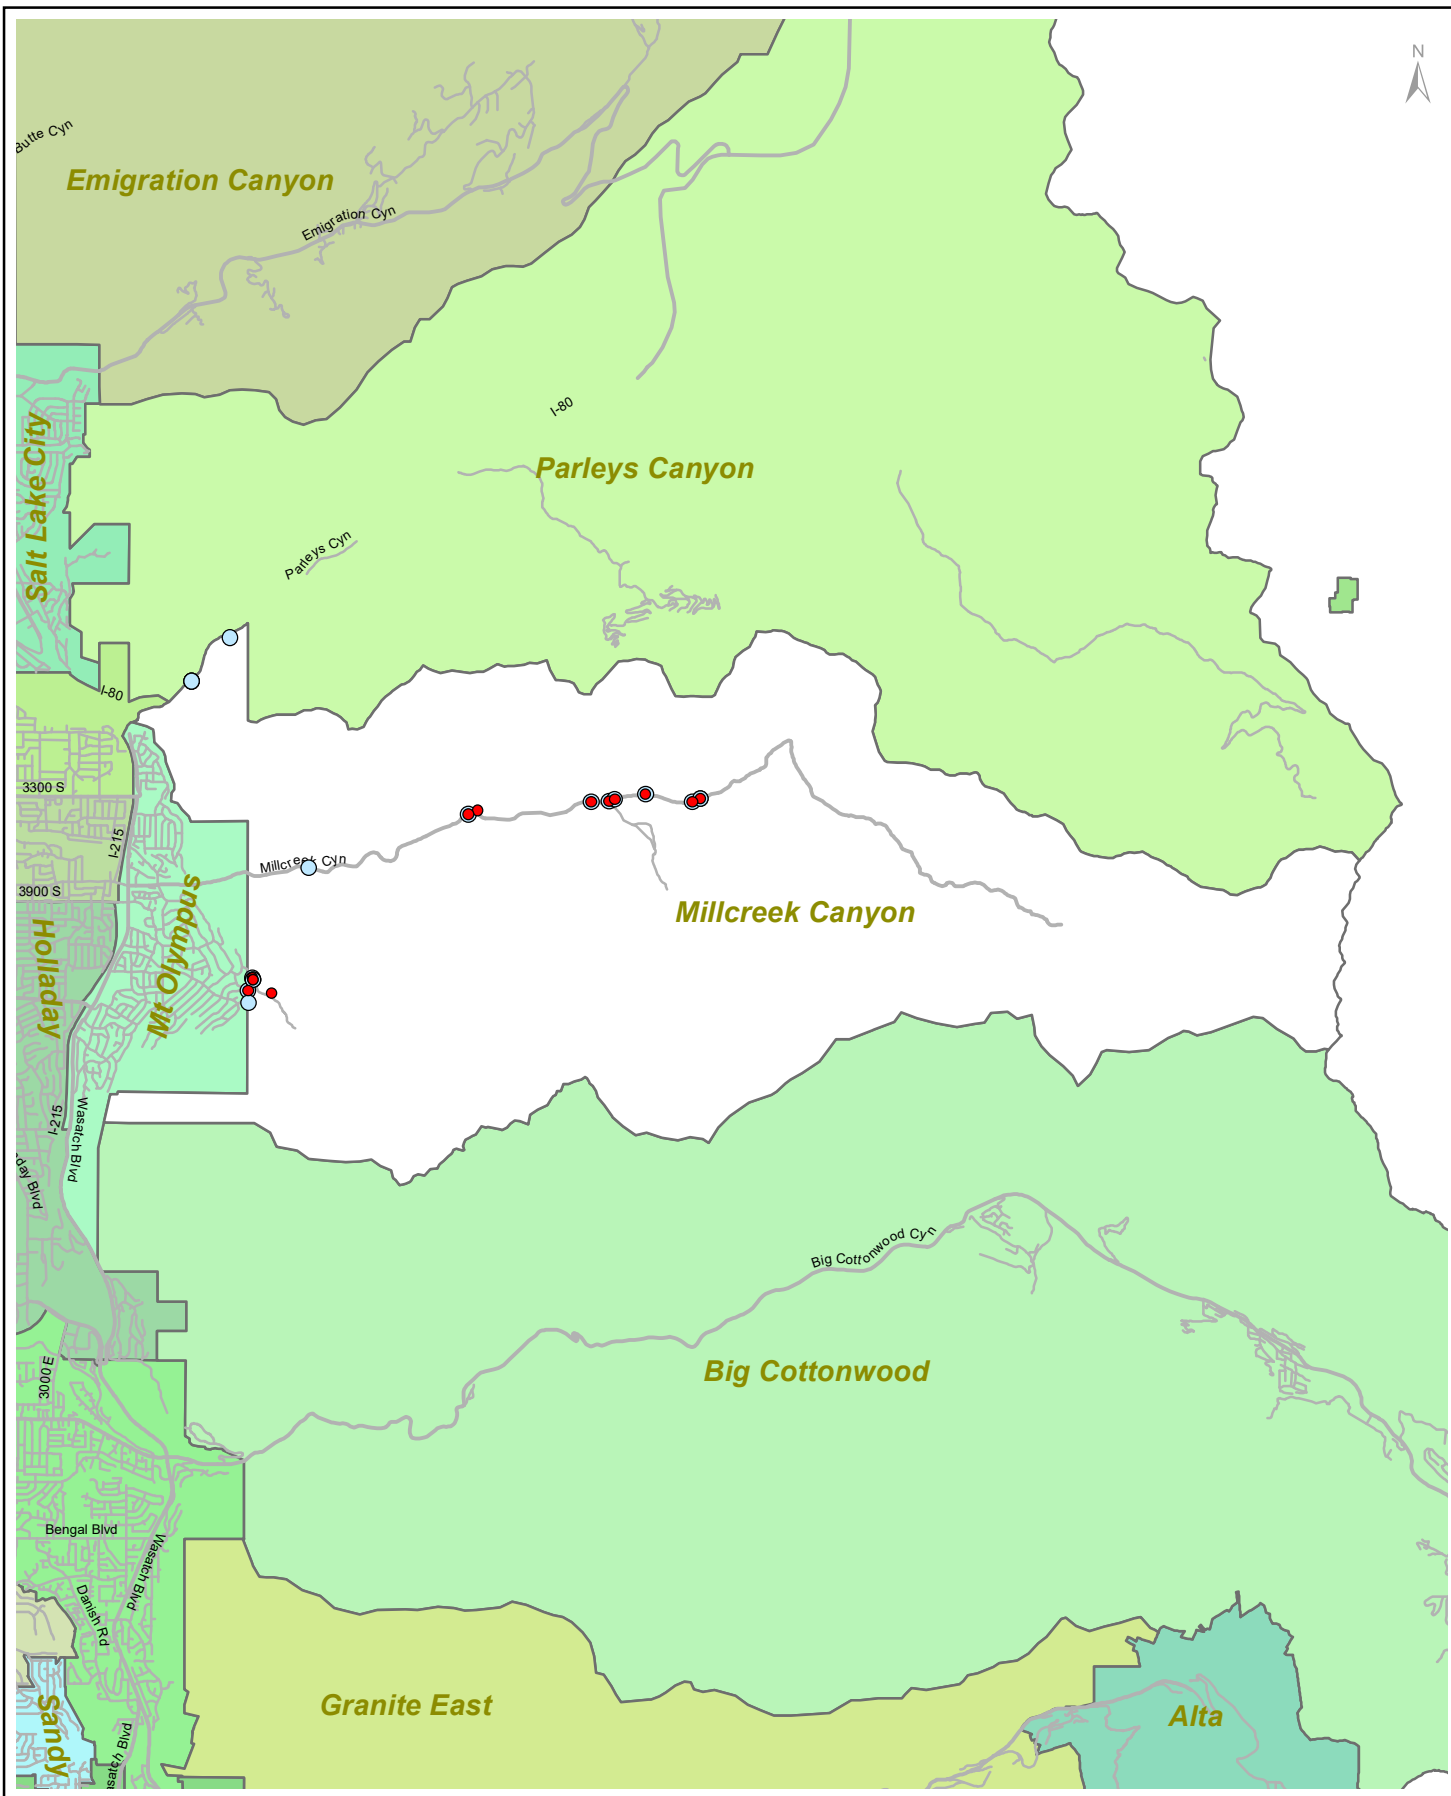 N
Butte Cyn
Emigration Canyon
Emigration Cyn
I-80
Salt Lake City
Parleys Canyon
Parleys Cyn
I-80
3300 S
I-215
Millcreek Cyn
3900 S
Mt Olympus
Holladay
Millcreek Canyon
I-215
Wasatch Blvd
day Blvd
Big Cottonwood Cyn
3000 E
Big Cottonwood
Bengal Blvd
Wasatch Blvd
Danish Rd
Granite East
Sandy
Alta
asatch Blvd